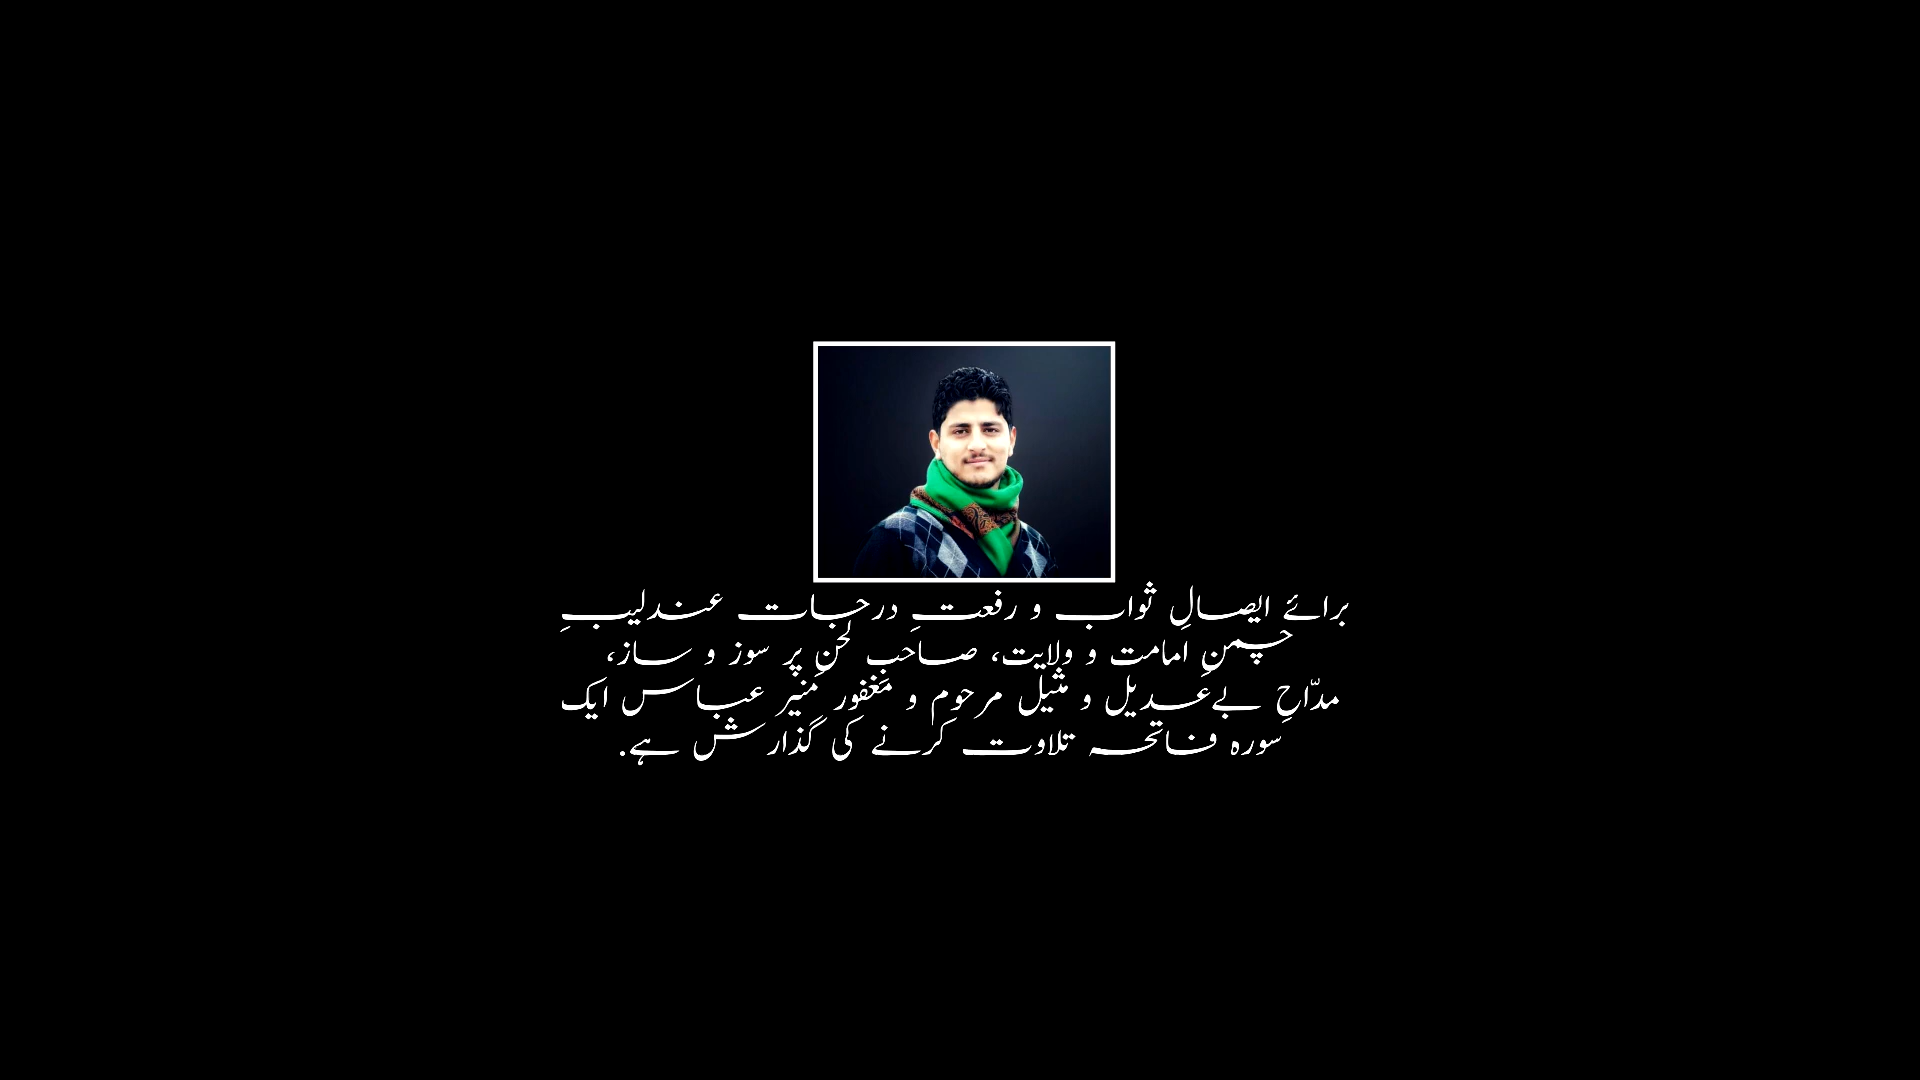 برائے ایصالِ ثواب و رفعتِ درجات عندلیبِ
چمنِ امامت و ولایت، صاحبِ لحنِ پر سوز و ساز،
مدّاحِ بےعدیل و مثیل مرحوم و مغفور منیر عباس ایک
سورہ فاتحہ تلاوت کرنے کی گذارش ہے.